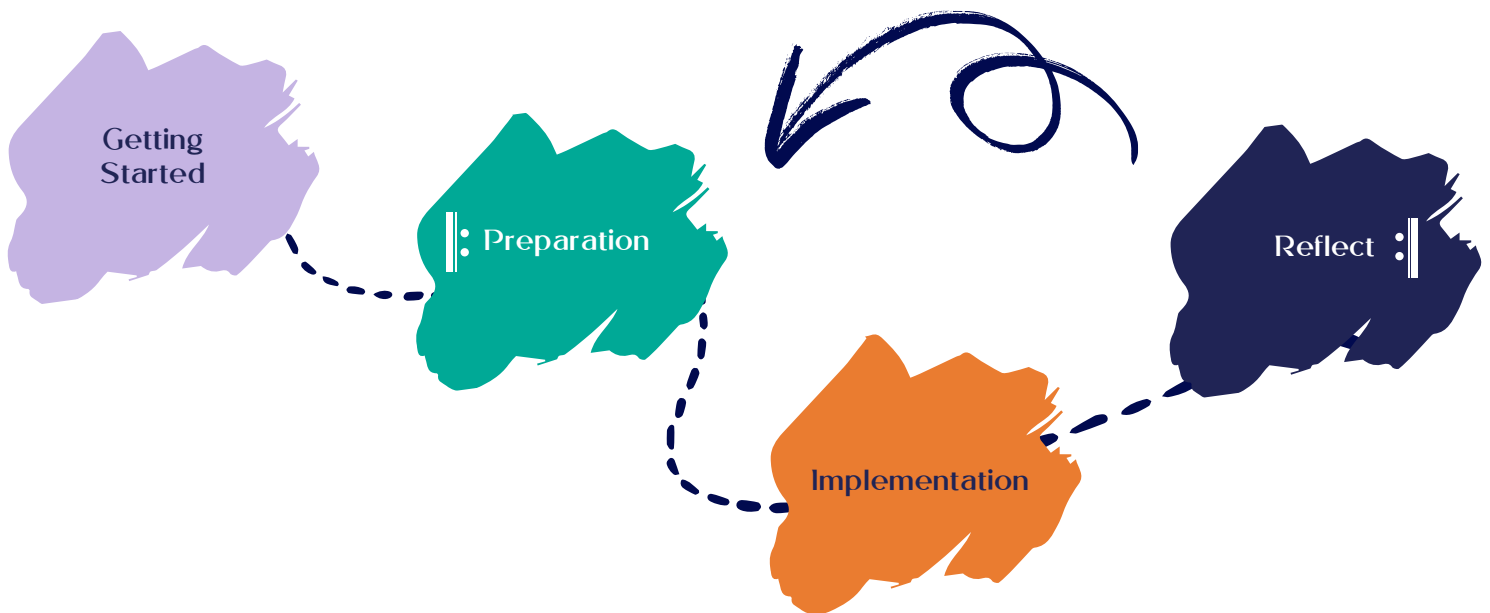 Getting
Started
Preparation
Implementation
Reflect